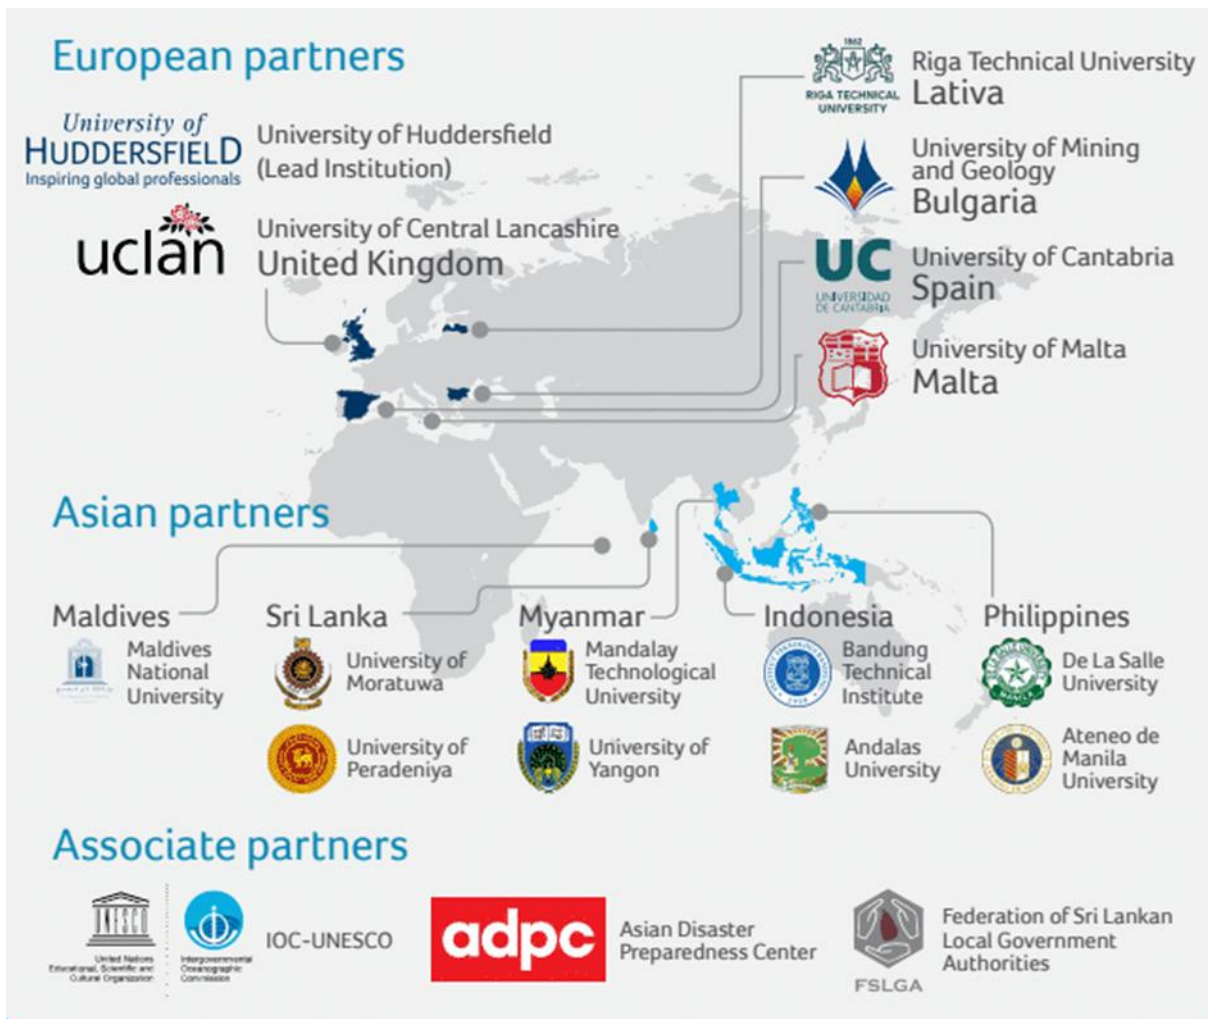 European partners
University of
HUDDERSFIELD
Inspiring global professionals
University of Huddersfield
(Lead Institution)
uclan
University of Central Lancashire
United Kingdom
1862
RIGA TECHNICAL
UNIVERSITY
Riga Technical University
Lativa
University of Mining
and Geology
Bulgaria
UC
UNIVERSIDAD
DE CANTABRIA
University of Cantabria
Spain
University of Malta
Malta
Asian partners
Maldives
Maldives
National
University
Sri Lanka
University of
Moratuwa
University of
Peradeniya
Myanmar
Mandalay
Technological
University
University of
Yangon
Indonesia
Bandung
Technical
Institute
Andalas
University
Philippines
De La Salle
University
Ateneo de
Manila
University
Associate partners
UNESCO
United Nations
Educational, Scientific and
Cultural Organization
Intergovernmental
Oceanographic
Commission
IOC-UNESCO
adpc
Asian Disaster
Preparedness Center
FSLGA
Federation of Sri Lankan
Local Government
Authorities